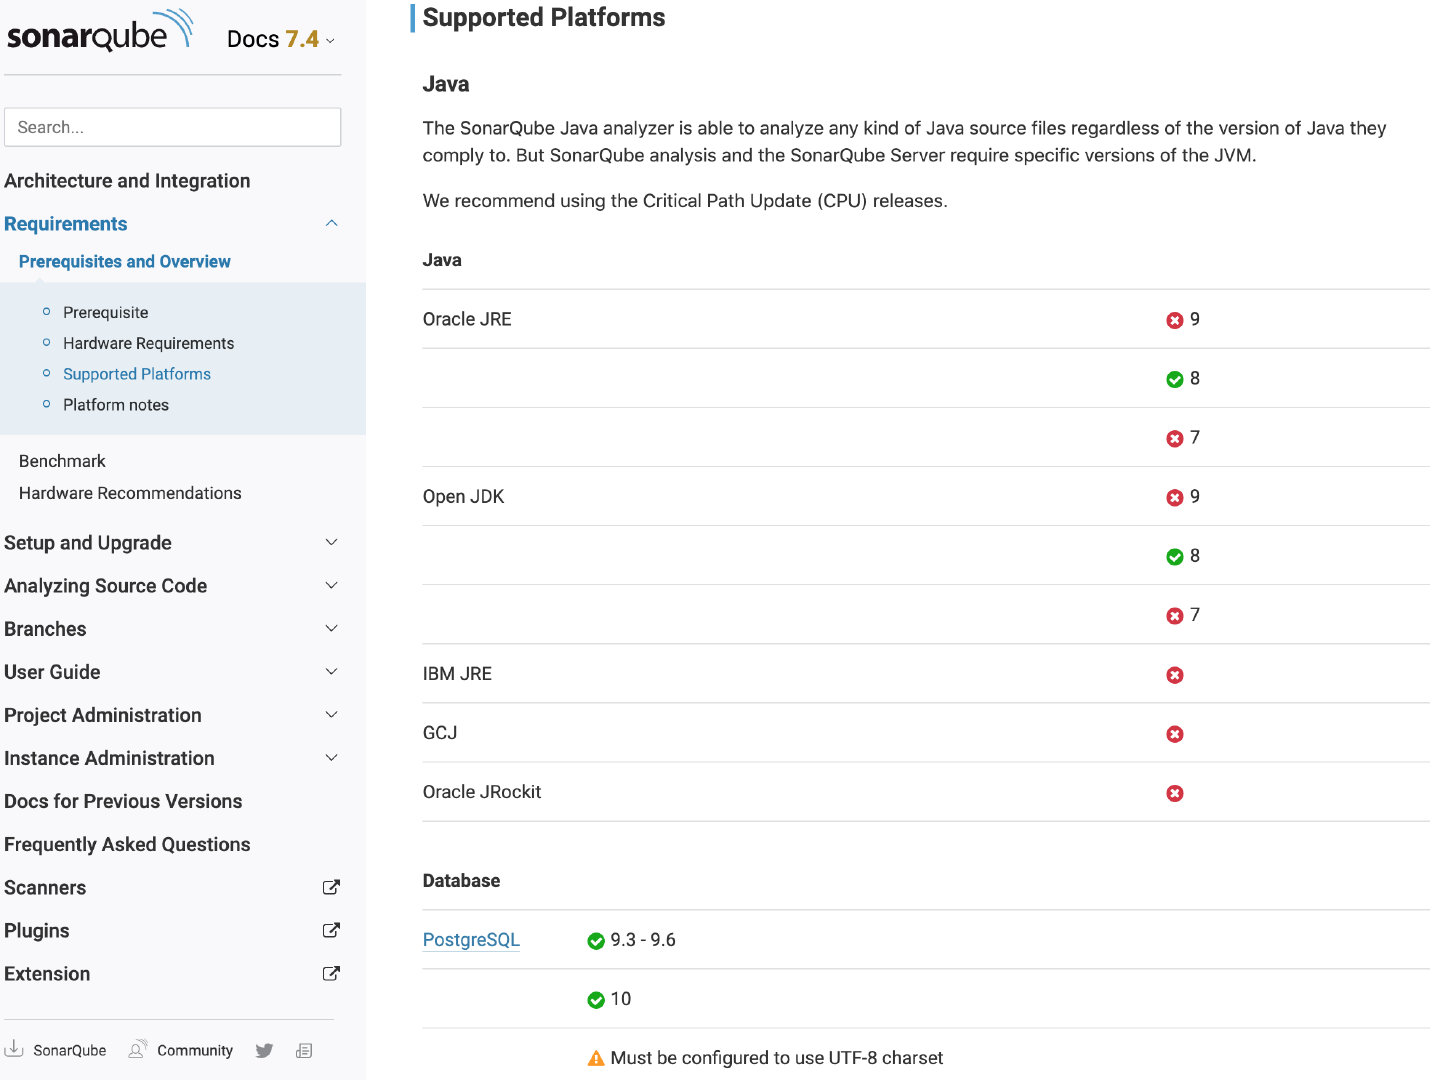 sonarqube
Docs 7.4
Search...
Architecture and Integration
Requirements
Prerequisites and Overview
Prerequisite
Hardware Requirements
Supported Platforms
Platform notes
Benchmark
Hardware Recommendations
Setup and Upgrade
Analyzing Source Code
Branches
User Guide
Project Administration
Instance Administration
Docs for Previous Versions
Frequently Asked Questions
Scanners
Plugins
Extension
SonarQube Community
Supported Platforms
Java
The SonarQube Java analyzer is able to analyze any kind of Java source files regardless of the version of Java they
comply to. But SonarQube analysis and the SonarQube Server require specific versions of the JVM.
We recommend using the Critical Path Update (CPU) releases.
Java
Oracle JRE 9
8
7
Open JDK 9
8
7
IBM JRE
GCJ
Oracle JRockit
Database
PostgreSQL 9.3 - 9.6
10
Must be configured to use UTF-8 charset